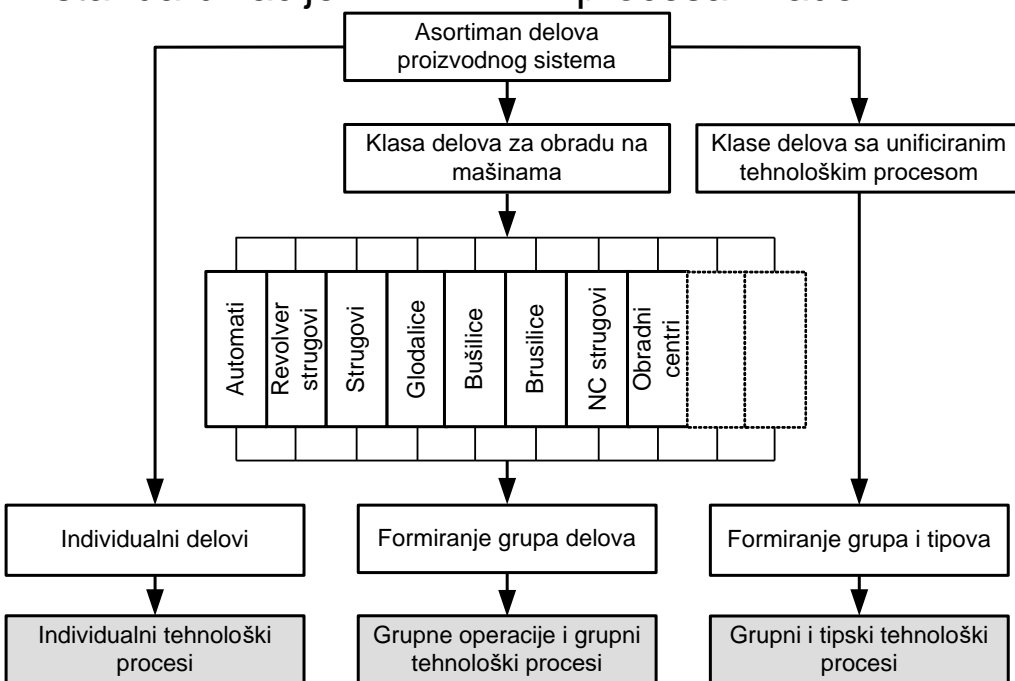 Asortiman delova
proizvodnog sistema
Klasa delova za obradu na
mašinama
Klase delova sa unificiranim
tehnološkim procesom
Automati
Revolver
strugovi
Strugovi
Glodalice
Bušilice
Brusilice
NC strugovi
Obradni
centri
Individualni delovi
Formiranje grupa delova
Formiranje grupa i tipova
Individualni tehnološki
procesi
Grupne operacije i grupni
tehnološki procesi
Grupni i tipski tehnološki
procesi